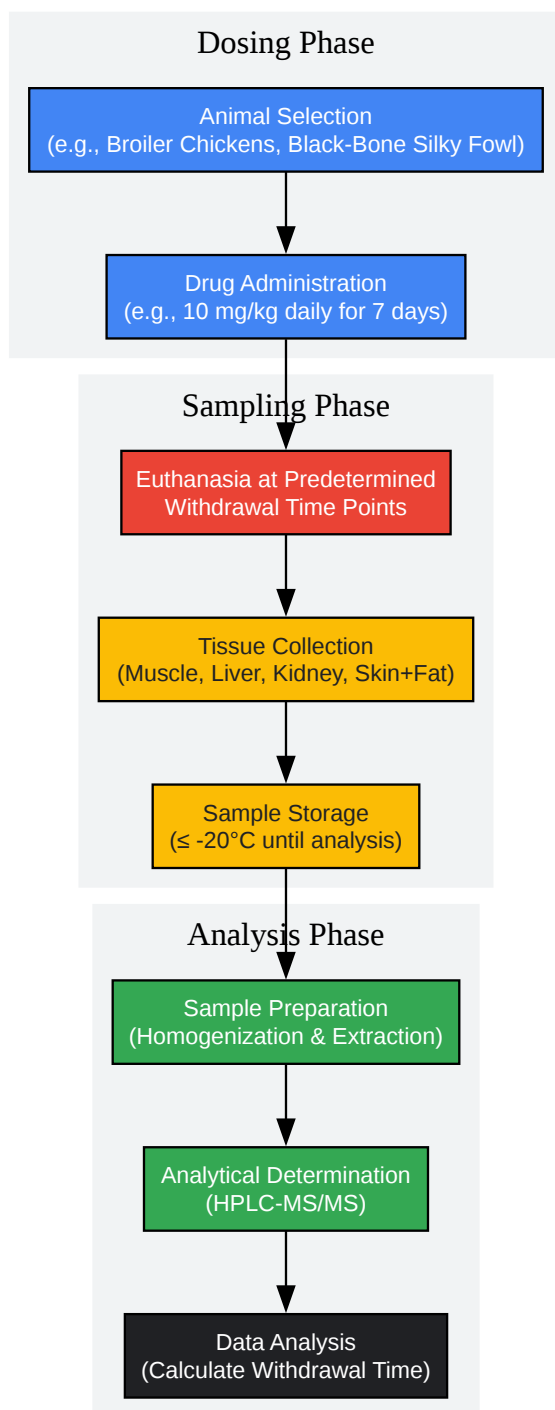 Dosing Phase
Animal Selection
(e.g., Broiler Chickens, Black-Bone Silky Fowl)
Drug Administration
(e.g., 10 mg/kg daily for 7 days)
Sampling Phase
Euthanasia at Predetermined
Withdrawal Time Points
Tissue Collection
(Muscle, Liver, Kidney, Skin+Fat)
Sample Storage
(≤ -20°C until analysis)
Analysis Phase
Sample Preparation
(Homogenization & Extraction)
Analytical Determination
(HPLC-MS/MS)
Data Analysis
(Calculate Withdrawal Time)